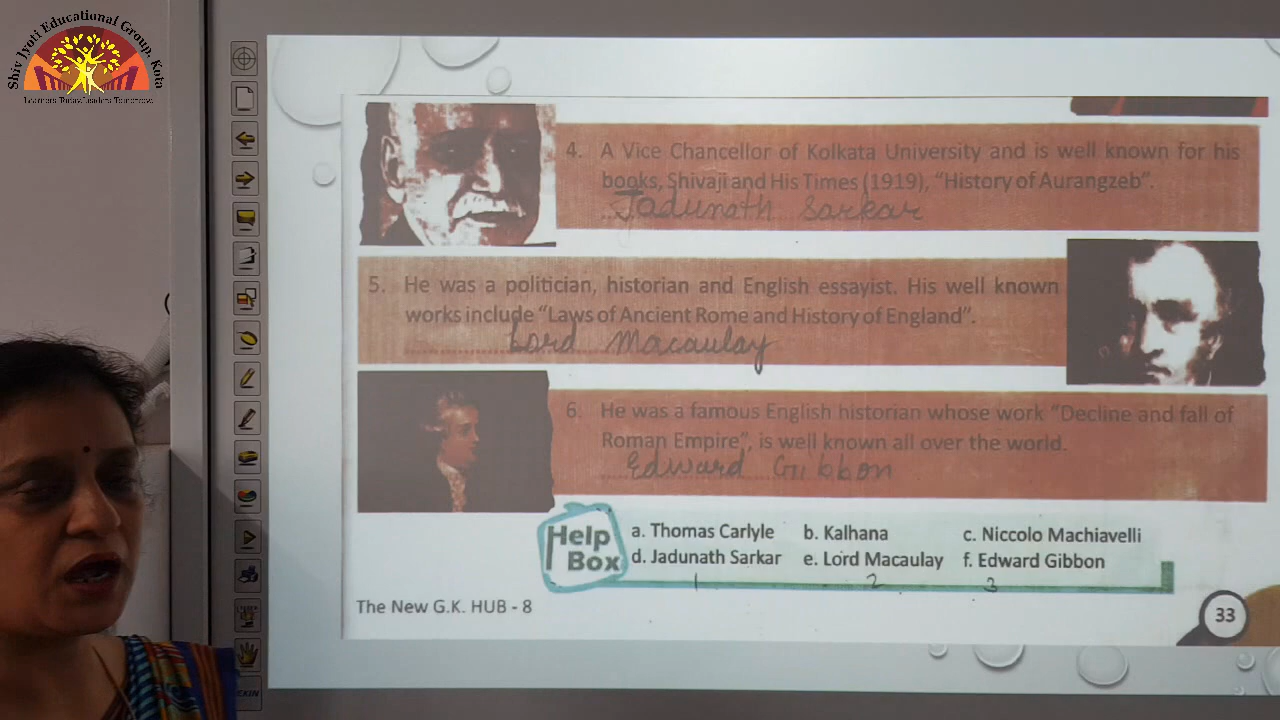 Shiv Jyoti Educational Group, Kota
Learners Today, Leaders Tomorrow.
4. A Vice Chancellor of Kolkata University and is well known for his
books, Shivaji and His Times (1919), "History of Aurangzeb".
Jadunath Sarkar
5. He was a politician, historian and English essayist. His well known
works include "Laws of Ancient Rome and History of England".
Lord Macaulay
6. He was a famous English historian whose work "Decline and fall of
Roman Empire", is well known all over the world.
Edward Gibbon
Help Box
a. Thomas Carlyle b. Kalhana c. Niccolo Machiavelli
d. Jadunath Sarkar e. Lord Macaulay f. Edward Gibbon
1 2 3
The New G.K. HUB - 8
33